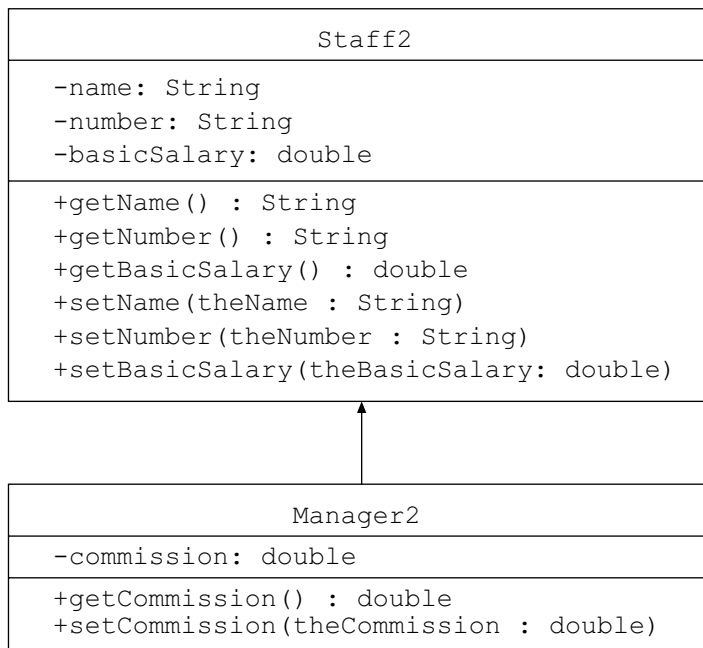 Staff2
-name: String
-number: String
-basicSalary: double
+getName() : String
+getNumber() : String
+getBasicSalary() : double
+setName(theName : String)
+setNumber(theNumber : String)
+setBasicSalary(theBasicSalary: double)
Manager2
-commission: double
+getCommission() : double
+setCommission(theCommission : double)